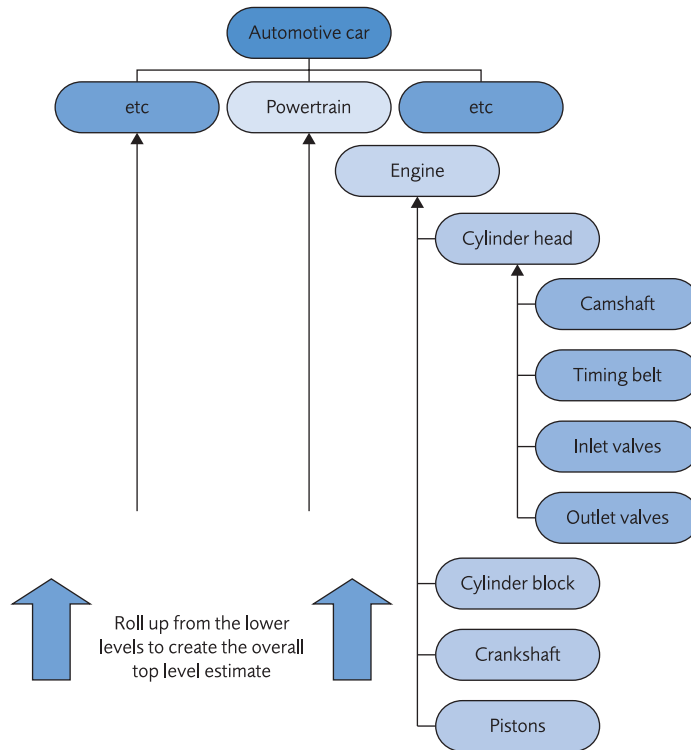 Automotive car
etc
Powertrain
etc
Engine
Cylinder head
Camshaft
Timing belt
Inlet valves
Outlet valves
Cylinder block
Roll up from the lower
levels to create the overall
top level estimate
Crankshaft
Pistons